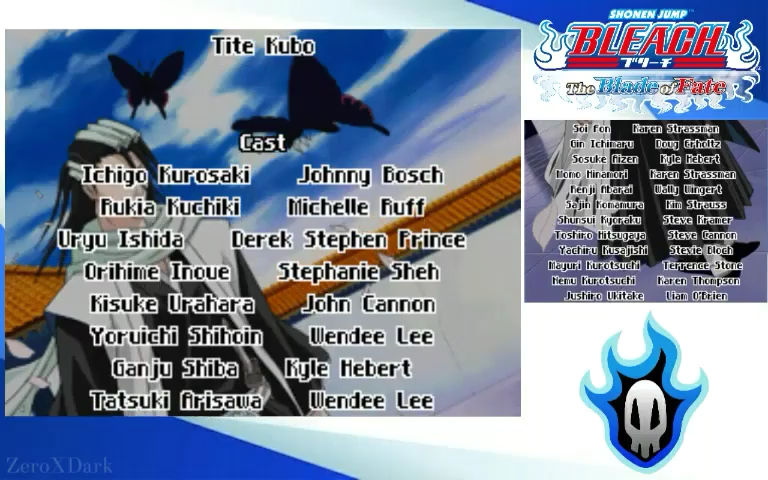 Tite Kubo
Cast
Ichigo Kurosaki Johnny Bosch
Rukia Kuchiki Michelle Ruff
Uryu Ishida Derek Stephen Prince
Orihime Inoue Stephanie Sheh
Kisuke Urahara John Cannon
Yoruichi Shihoin Wendee Lee
Ganju Shiba Kyle Hebert
Tatsuki Arisawa Wendee Lee
SHONEN JUMP
BLEACH
ブリーチ
The Blade of Fate
Soi Fon Karen Strassman
Gin Ichimaru Doug Erholtz
Sosuke Aizen Kyle Hebert
Momo Hinamori Karen Strassman
Renji Abarai Wally Wingert
Sajin Komamura Kim Strauss
Shunsui Kyoraku Steve Kramer
Toshiro Hitsugaya Steve Cannon
Yachiru Kusajishi Stevie Bloch
Mayuri Kurotsuchi Terrence Stone
Nemu Kurotsuchi Karen Thompson
Jushiro Ukitake Liam O'Brien
ZeroXDark